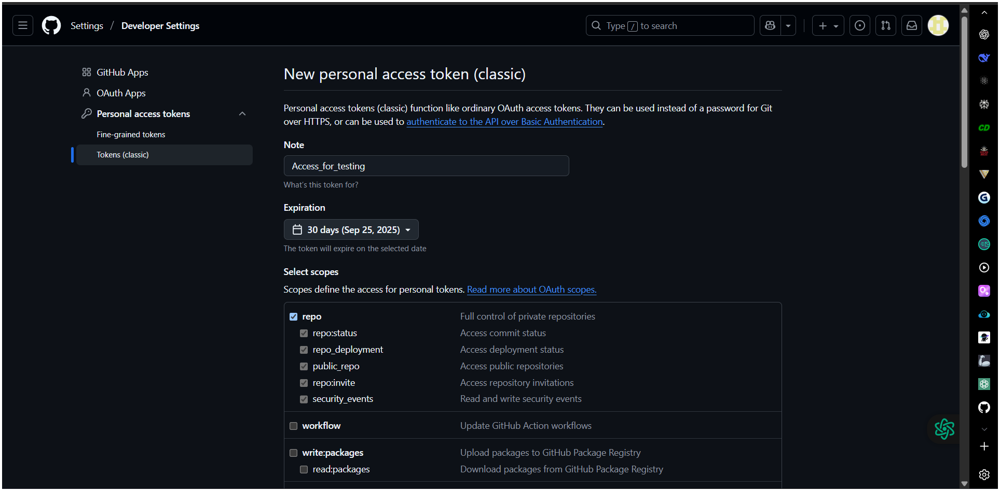 Settings / Developer Settings
Type / to search
GitHub Apps
OAuth Apps
Personal access tokens
Fine-grained tokens
Tokens (classic)
New personal access token (classic)
Personal access tokens (classic) function like ordinary OAuth access tokens. They can be used instead of a password for Git
over HTTPS, or can be used to authenticate to the API over Basic Authentication.
Note
Access_for_testing
What's this token for?
Expiration
30 days (Sep 25, 2025)
The token will expire on the selected date
Select scopes
Scopes define the access for personal tokens. Read more about OAuth scopes.
repo Full control of private repositories
repo:status Access commit status
repo_deployment Access deployment status
public_repo Access public repositories
repo:invite Access repository invitations
security_events Read and write security events
workflow Update GitHub Action workflows
write:packages Upload packages to GitHub Package Registry
read:packages Download packages from GitHub Package Registry
CD